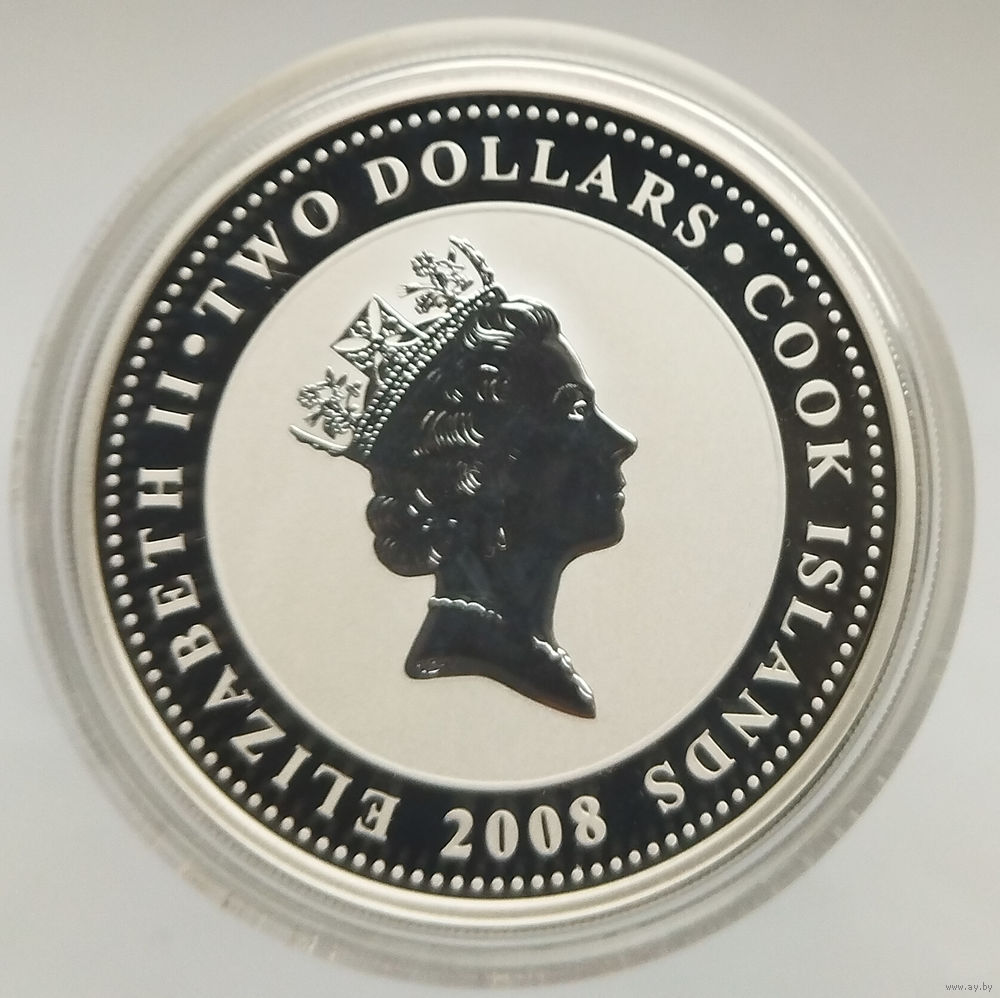 ELIZABETH II • TWO DOLLARS • COOK ISLANDS
2008
www.ay.by